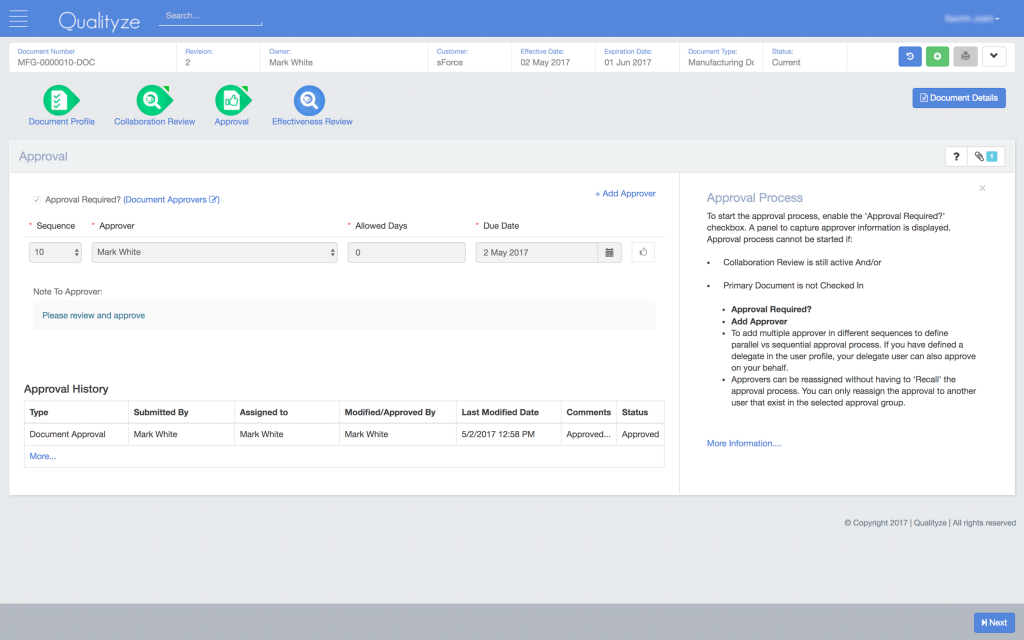 Qualityze
Search...
Document Number
MFG-0000010-DOC
Revision:
2
Owner:
Mark White
Customer:
sForce
Effective Date:
02 May 2017
Expiration Date:
01 Jun 2017
Document Type:
Manufacturing Dc
Status:
Current
Document Profile
Collaboration Review
Approval
Effectiveness Review
Document Details
Approval
?
1
Approval Required? (Document Approvers)
+ Add Approver
* Sequence * Approver * Allowed Days * Due Date
10 Mark White 0 2 May 2017
Note To Approver:
Please review and approve
Approval History
Type Submitted By Assigned to Modified/Approved By Last Modified Date Comments Status
Document Approval Mark White Mark White Mark White 5/2/2017 12:58 PM Approved... Approved
More...
×
Approval Process
To start the approval process, enable the ‘Approval Required?’
checkbox. A panel to capture approver information is displayed.
Approval process cannot be started if:
• Collaboration Review is still active And/or
• Primary Document is not Checked In
• Approval Required?
• Add Approver
• To add multiple approver in different sequences to define
parallel vs sequential approval process. If you have defined a
delegate in the user profile, your delegate user can also approve
on your behalf.
• Approvers can be reassigned without having to ‘Recall’ the
approval process. You can only reassign the approval to another
user that exist in the selected approval group.
More Information....
© Copyright 2017 | Qualityze | All rights reserved
Next